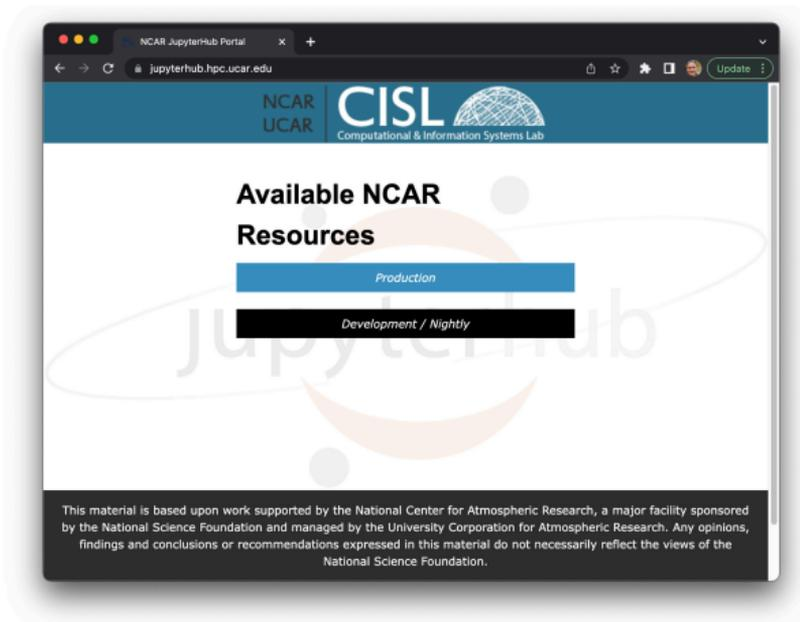 NCAR JupyterHub Portal
jupyterhub.hpc.ucar.edu
Update
NCAR
UCAR
CISL
Computational & Information Systems Lab
Available NCAR
Resources
Production
Development / Nightly
jupyterhub
This material is based upon work supported by the National Center for Atmospheric Research, a major facility sponsored
by the National Science Foundation and managed by the University Corporation for Atmospheric Research. Any opinions,
findings and conclusions or recommendations expressed in this material do not necessarily reflect the views of the
National Science Foundation.